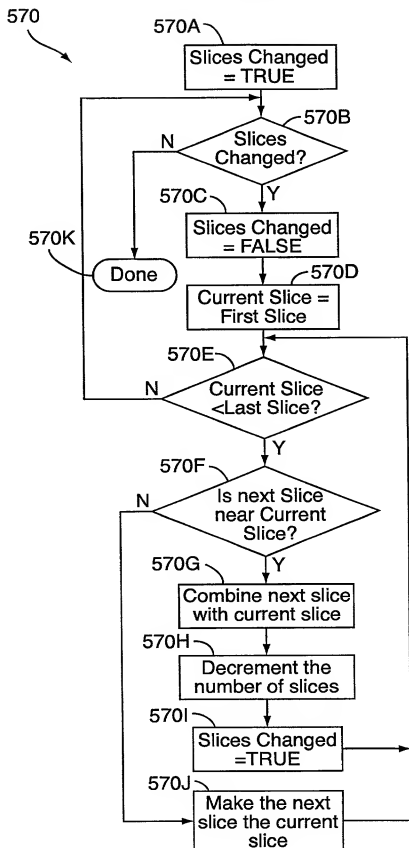 570
570A
Slices Changed
= TRUE
570B
Slices
Changed?
N
Y
570C
Slices Changed
= FALSE
570K
Done
570D
Current Slice =
First Slice
570E
Current Slice
<Last Slice?
N
Y
570F
Is next Slice
near Current
Slice?
N
Y
570G
Combine next slice
with current slice
570H
Decrement the
number of slices
570I
Slices Changed
=TRUE
570J
Make the next
slice the current
slice